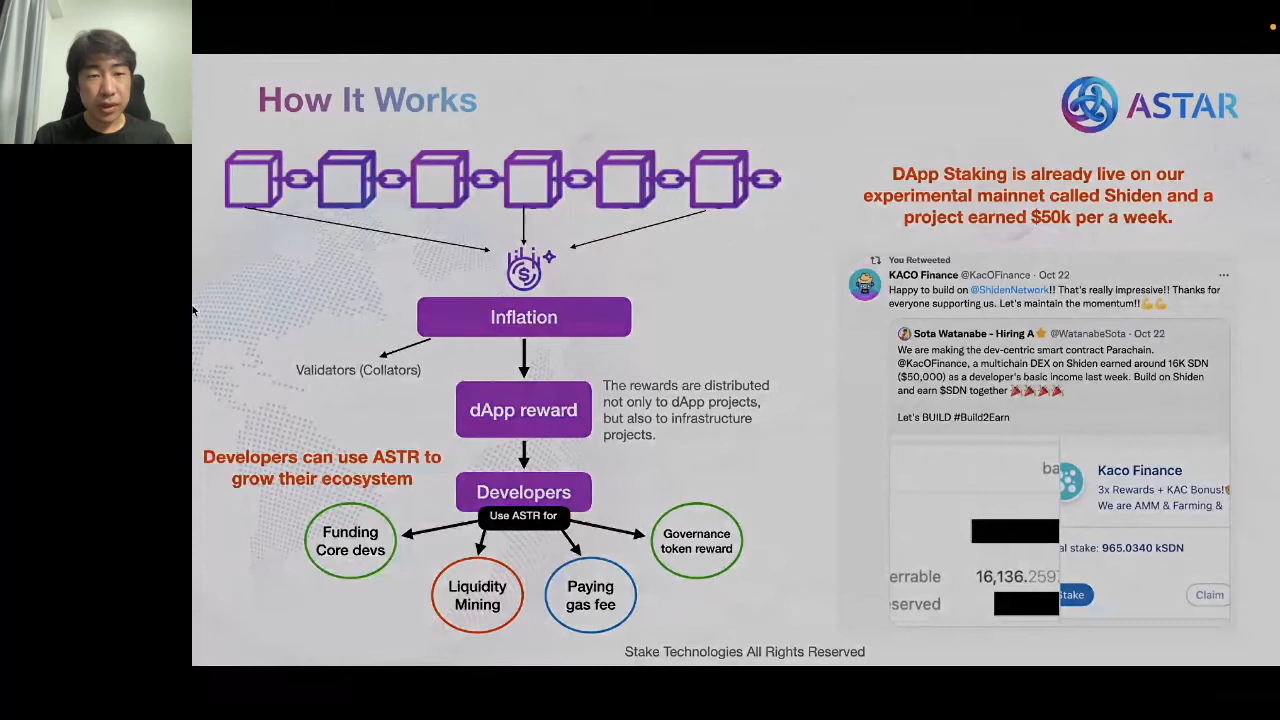 How It Works
ASTAR
DApp Staking is already live on our
experimental mainnet called Shiden and a
project earned $50k per a week.
Inflation
Validators (Collators)
dApp reward
The rewards are distributed
not only to dApp projects,
but also to infrastructure
projects.
Developers can use ASTR to
grow their ecosystem
Developers
Use ASTR for
Funding
Core devs
Liquidity
Mining
Paying
gas fee
Governance
token reward
You Retweeted
KACO Finance @KacOFinance · Oct 22
Happy to build on @ShidenNetwork!! That's really impressive!! Thanks for
everyone supporting us. Let's maintain the momentum!!💪💪
Sota Watanabe - Hiring A⭐ @WatanabeSota · Oct 22
We are making the dev-centric smart contract Parachain.
@KacOFinance, a multichain DEX on Shiden earned around 16K SDN
($50,000) as a developer's basic income last week. Build on Shiden
and earn $SDN together 🎉🎉🎉🎉
Let's BUILD #Build2Earn
ba
Kaco Finance
3x Rewards + KAC Bonus!
We are AMM & Farming &
al stake: 965.0340 kSDN
errable 16,136.2597
take
Claim
served
Stake Technologies All Rights Reserved